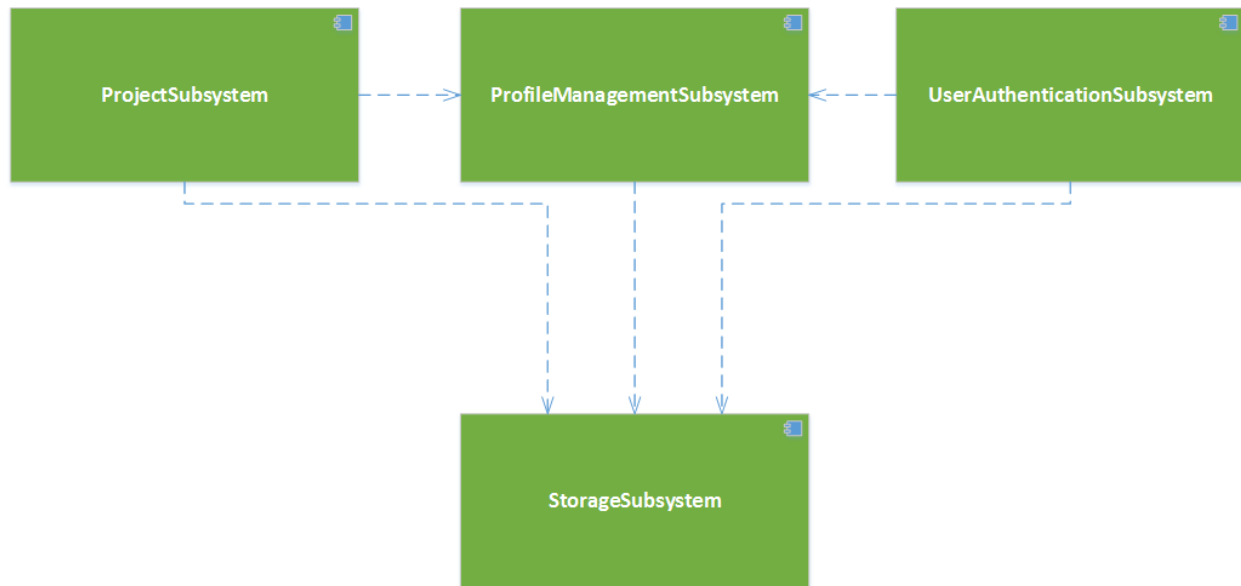 ProjectSubsystem
ProfileManagementSubsystem
UserAuthenticationSubsystem
StorageSubsystem